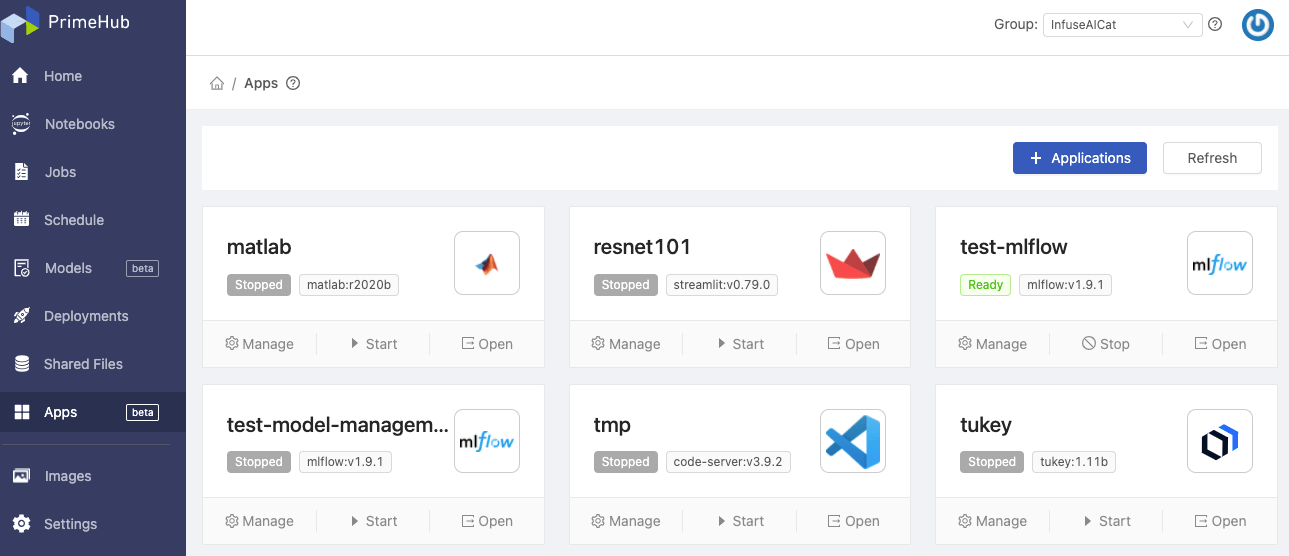 PrimeHub
Group: InfuseAICat
Home
Notebooks
Jobs
Schedule
Models beta
Deployments
Shared Files
Apps beta
Images
Settings
/ Apps
+ Applications Refresh
matlab
Stopped matlab:r2020b
Manage Start Open
resnet101
Stopped streamlit:v0.79.0
Manage Start Open
test-mlflow
Ready mlflow:v1.9.1
mlflow
Manage Stop Open
test-model-managem...
Stopped mlflow:v1.9.1
mlflow
Manage Start Open
tmp
Stopped code-server:v3.9.2
Manage Start Open
tukey
Stopped tukey:1.11b
Manage Start Open